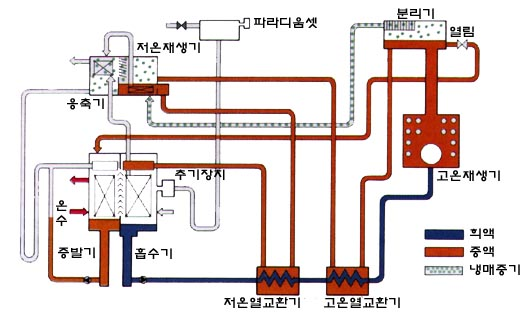 분리기
파라디움셋
열림
저온재생기
응축기
추기장치
고온재생기
온
수
증발기
흡수기
희액
중액
냉매증기
저온열교환기
고온열교환기